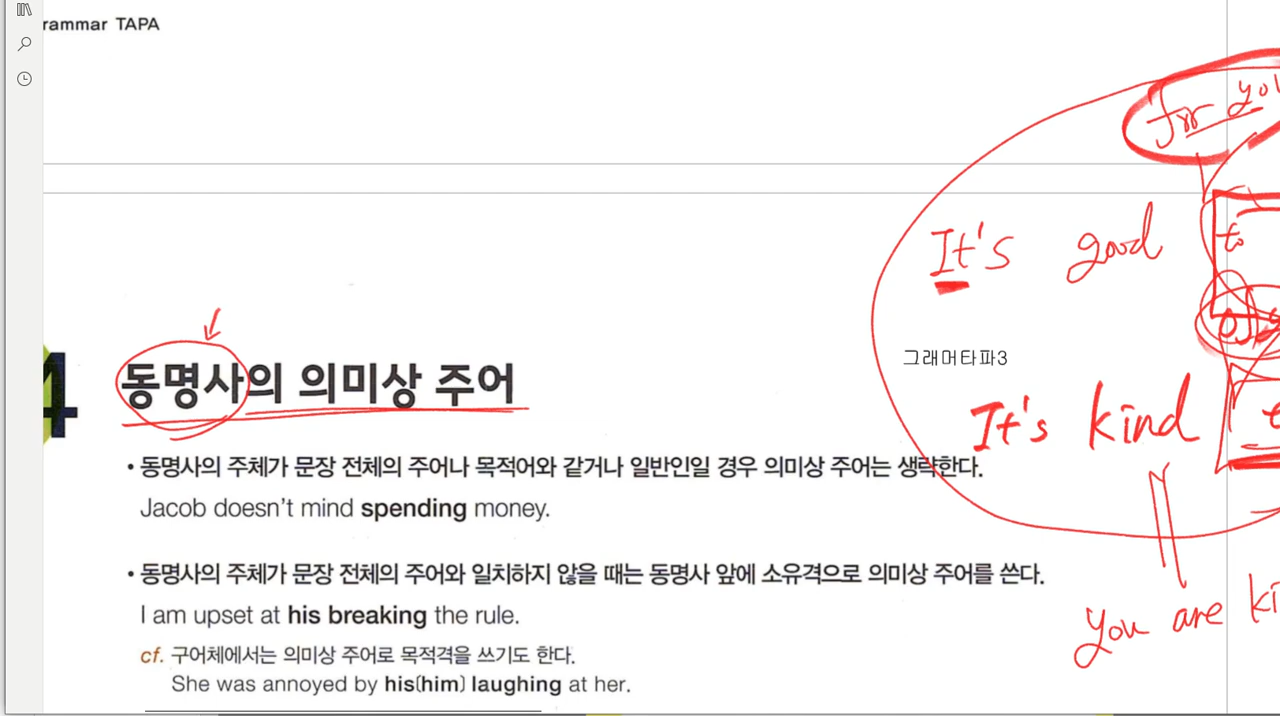 rammar TAPA
for you
It's good
to
그래머타파3
4 동명사의 의미상 주어
It's kind
• 동명사의 주체가 문장 전체의 주어나 목적어와 같거나 일반인일 경우 의미상 주어는 생략한다.
Jacob doesn't mind spending money.
• 동명사의 주체가 문장 전체의 주어와 일치하지 않을 때는 동명사 앞에 소유격으로 의미상 주어를 쓴다.
I am upset at his breaking the rule.
you are ki
cf. 구어체에서는 의미상 주어로 목적격을 쓰기도 한다.
She was annoyed by his(him) laughing at her.